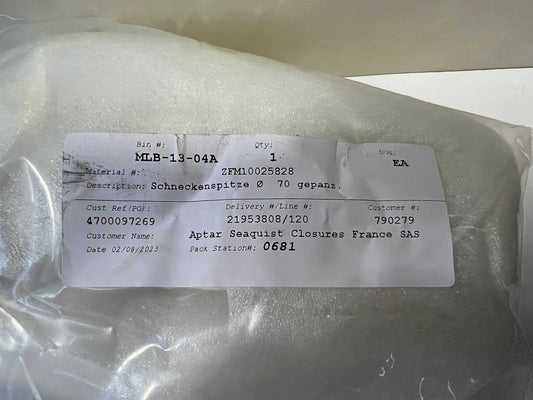 Bin #: Qty: UOM:
MLB-13-04A 1 EA
Material #: ZFM10025828
Description: Schneckenspitze Ø 70 gepanz.
Cust Ref(PO): Delivery #/Line #: Customer #:
4700097269 21953808/120 790279
Customer Name: Aptar Seaquist Closures France SAS
Date 02/08/2023 Pack Station#: 0681